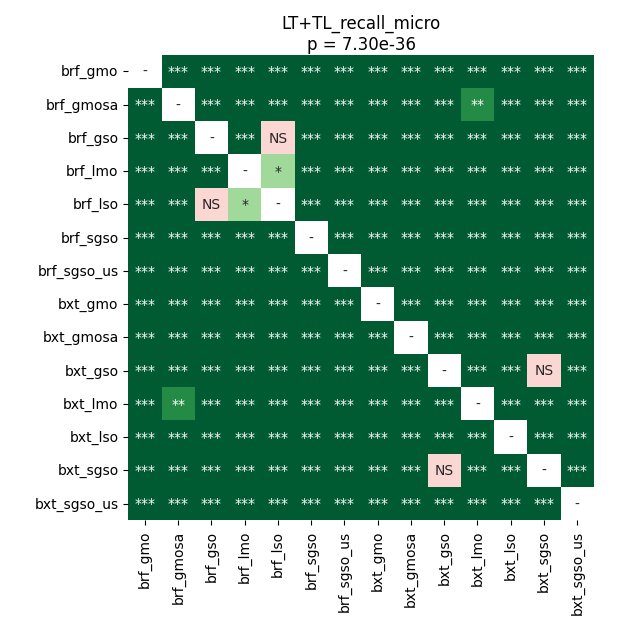 LT+TL_recall_micro
p = 7.30e-36
brf_gmo - *** *** *** *** *** *** *** *** *** *** *** *** ***
brf_gmosa *** - *** *** *** *** *** *** *** *** ** *** *** ***
brf_gso *** *** - *** NS *** *** *** *** *** *** *** *** ***
brf_lmo *** *** *** - * *** *** *** *** *** *** *** *** ***
brf_lso *** *** NS * - *** *** *** *** *** *** *** *** ***
brf_sgso *** *** *** *** *** - *** *** *** *** *** *** *** ***
brf_sgso_us *** *** *** *** *** *** - *** *** *** *** *** *** ***
bxt_gmo *** *** *** *** *** *** *** - *** *** *** *** *** ***
bxt_gmosa *** *** *** *** *** *** *** *** - *** *** *** *** ***
bxt_gso *** *** *** *** *** *** *** *** *** - *** *** NS ***
bxt_lmo *** ** *** *** *** *** *** *** *** *** - *** *** ***
bxt_lso *** *** *** *** *** *** *** *** *** *** *** - *** ***
bxt_sgso *** *** *** *** *** *** *** *** *** NS *** *** - ***
bxt_sgso_us *** *** *** *** *** *** *** *** *** *** *** *** *** -
brf_gmo
brf_gmosa
brf_gso
brf_lmo
brf_lso
brf_sgso
brf_sgso_us
bxt_gmo
bxt_gmosa
bxt_gso
bxt_lmo
bxt_lso
bxt_sgso
bxt_sgso_us